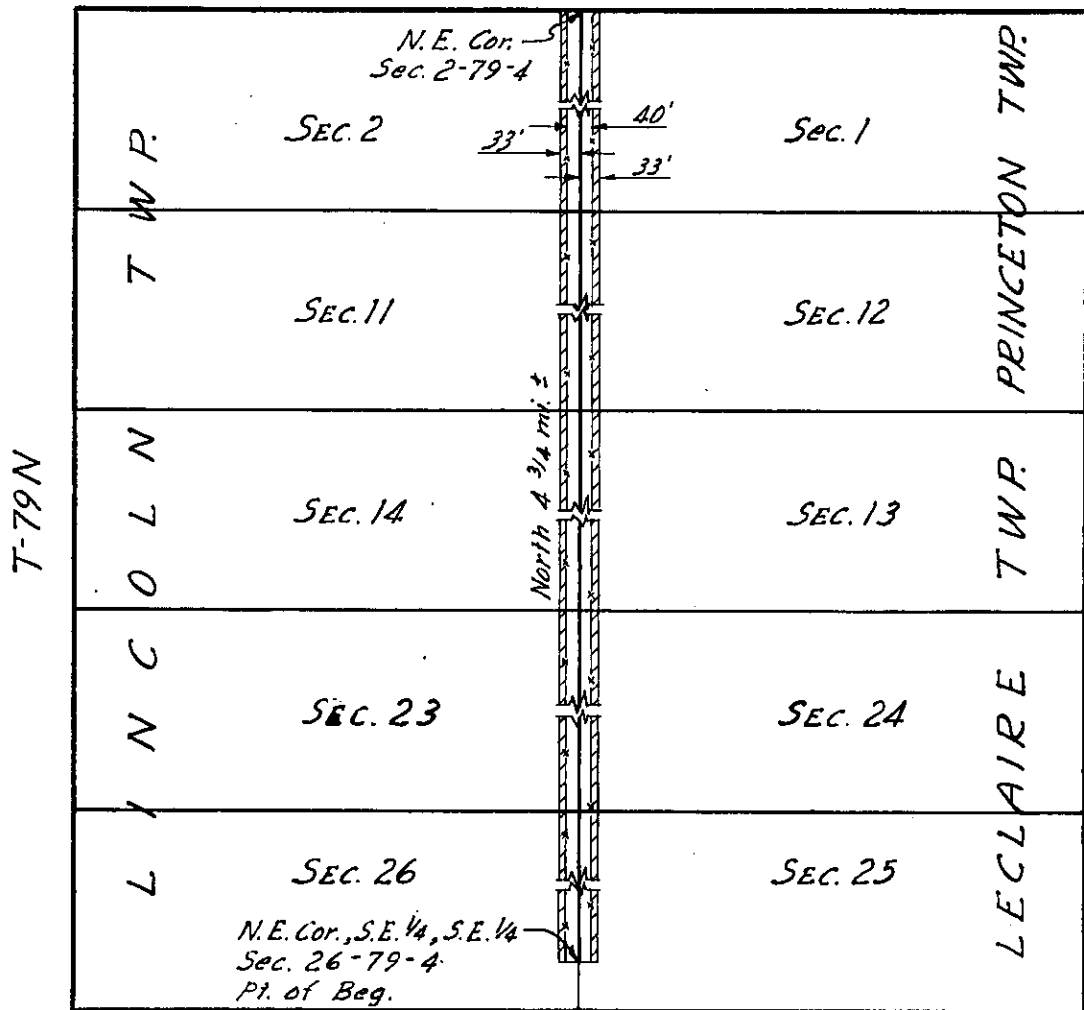 N.E. Cor.
Sec. 2-79-4
SEC. 2
Sec. 1
40'
33'
33'
SEC. 11
SEC. 12
North 4 3/4 mi. ±
SEC. 14
SEC. 13
SEC. 23
SEC. 24
SEC. 26
SEC. 25
N.E. Cor., S.E. 1/4, S.E. 1/4
Sec. 26-79-4
Pt. of Beg.
T-79N
LINCOLN TWP.
PRINCETON TWP.
LECLAIRE TWP.